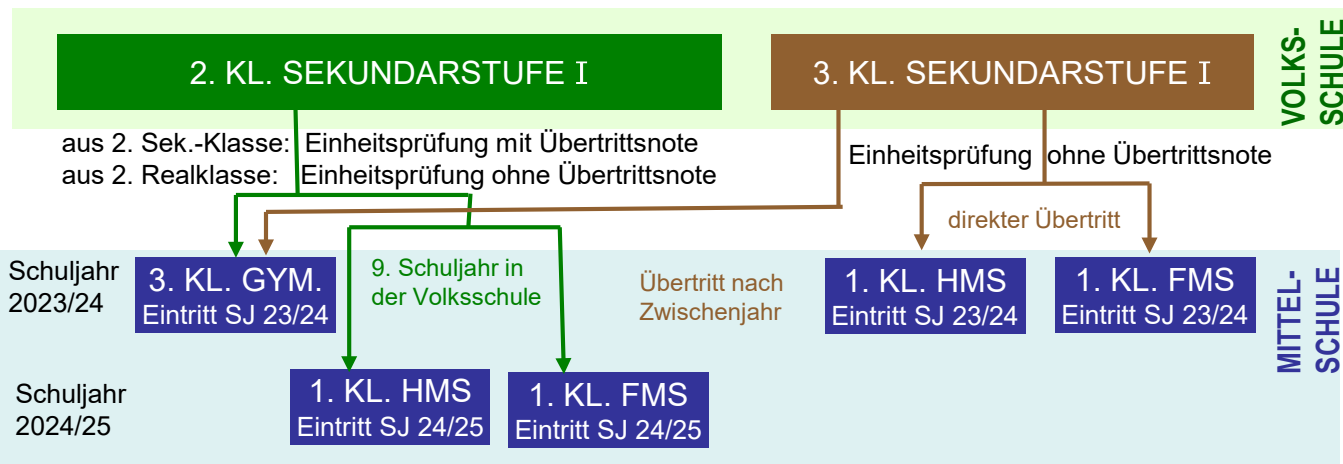 2. KL. SEKUNDARSTUFE I
3. KL. SEKUNDARSTUFE I
VOLKS-
SCHULE
aus 2. Sek.-Klasse: Einheitsprüfung mit Übertrittsnote
aus 2. Realklasse: Einheitsprüfung ohne Übertrittsnote
Einheitsprüfung ohne Übertrittsnote
direkter Übertritt
Schuljahr
2023/24
3. KL. GYM.
Eintritt SJ 23/24
9. Schuljahr in
der Volksschule
Übertritt nach
Zwischenjahr
1. KL. HMS
Eintritt SJ 23/24
1. KL. FMS
Eintritt SJ 23/24
MITTEL-
SCHULE
Schuljahr
2024/25
1. KL. HMS
Eintritt SJ 24/25
1. KL. FMS
Eintritt SJ 24/25